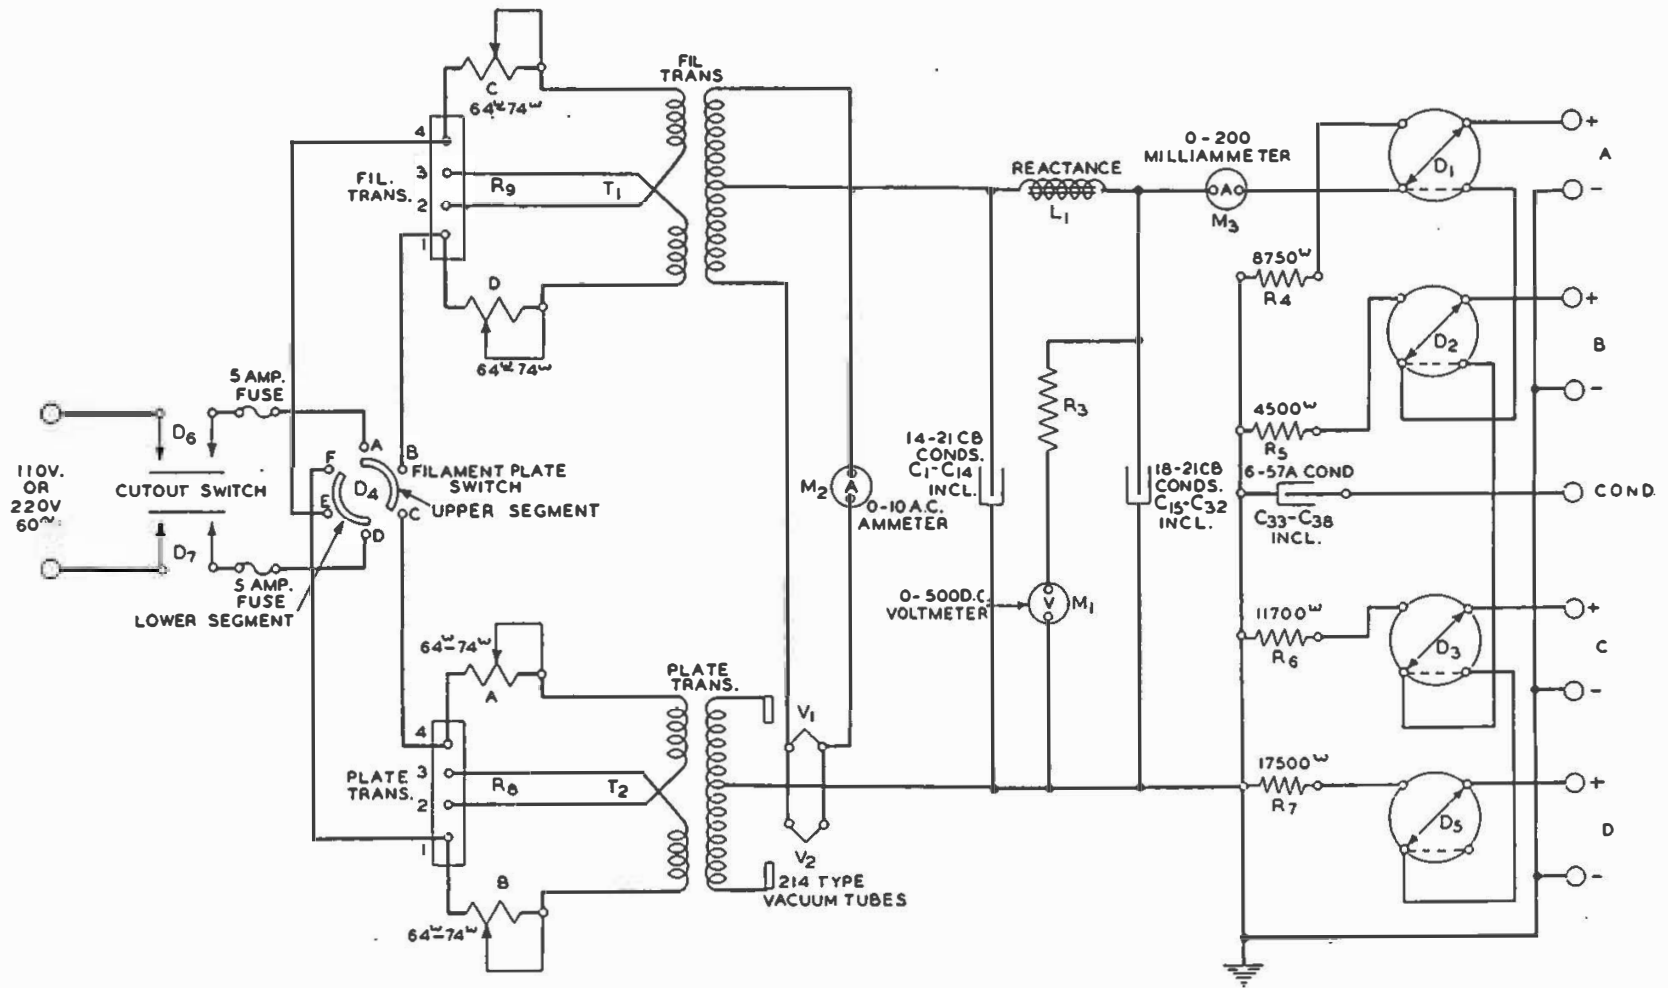 C
64ω-74ω
FIL
TRANS
4
3
2
1
FIL.
TRANS.
R9
T1
D
64ω-74ω
0-200
MILLIAMMETER
REACTANCE
L1
A
M3
D1
+
A
-
8750ω
R4
D2
+
B
-
5 AMP.
FUSE
110V.
OR
220V
60~
D6
CUTOUT SWITCH
D7
5 AMP.
FUSE
LOWER SEGMENT
A
B
F
D4
E
C
D
FILAMENT PLATE
SWITCH
UPPER SEGMENT
M2
A
0-10 A.C.
AMMETER
14-21CB
CONDS.
C1-C14
INCL.
R3
0-500D.C.
VOLTMETER
V
M1
18-21CB
CONDS.
C15-C32
INCL.
4500ω
R5
6-57A COND
C33-C38
INCL.
COND.
11700ω
R6
D3
+
C
-
64ω-74ω
A
PLATE
TRANS.
4
3
2
1
PLATE
TRANS.
R8
T2
B
64ω-74ω
V1
V2
214 TYPE
VACUUM TUBES
17500ω
R7
D5
+
D
-